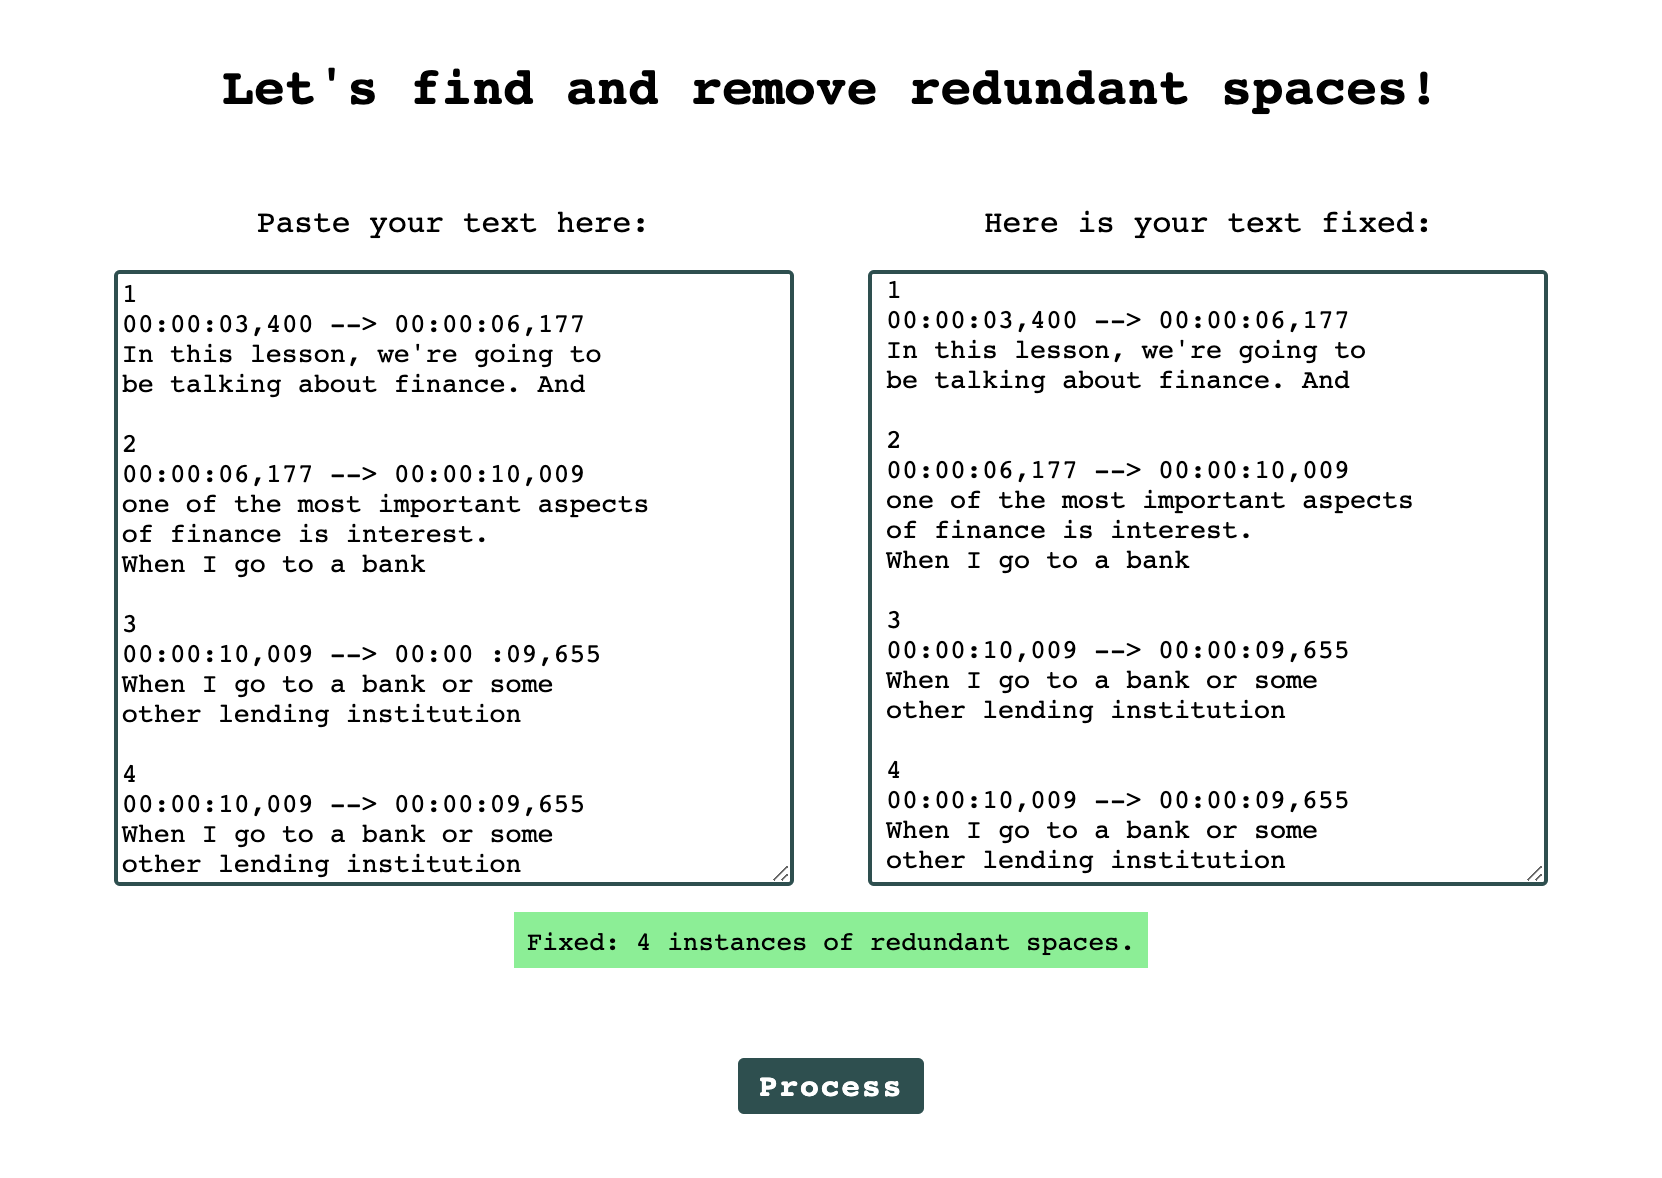 Let's find and remove redundant spaces!
Paste your text here:
1
00:00:03,400 --> 00:00:06,177
In this lesson, we're going to
be talking about finance. And

2
00:00:06,177 --> 00:00:10,009
one of the most important aspects
of finance is interest.
When I go to a bank

3
00:00:10,009 --> 00:00 :09,655
When I go to a bank or some
other lending institution

4
00:00:10,009 --> 00:00:09,655
When I go to a bank or some
other lending institution
Here is your text fixed:
1
00:00:03,400 --> 00:00:06,177
In this lesson, we're going to
be talking about finance. And

2
00:00:06,177 --> 00:00:10,009
one of the most important aspects
of finance is interest.
When I go to a bank

3
00:00:10,009 --> 00:00:09,655
When I go to a bank or some
other lending institution

4
00:00:10,009 --> 00:00:09,655
When I go to a bank or some
other lending institution
Fixed: 4 instances of redundant spaces.
Process